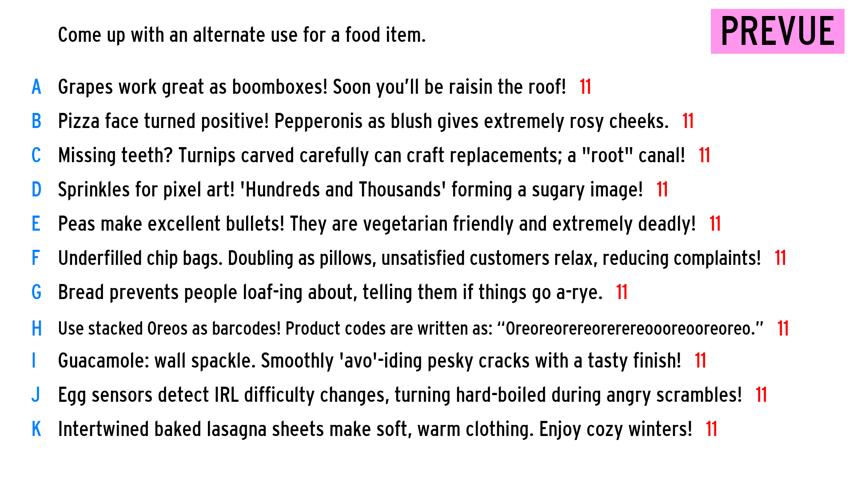 Come up with an alternate use for a food item.
PREVUE
A Grapes work great as boomboxes! Soon you'll be raisin the roof! 11
B Pizza face turned positive! Pepperonis as blush gives extremely rosy cheeks. 11
C Missing teeth? Turnips carved carefully can craft replacements; a "root" canal! 11
D Sprinkles for pixel art! 'Hundreds and Thousands' forming a sugary image! 11
E Peas make excellent bullets! They are vegetarian friendly and extremely deadly! 11
F Underfilled chip bags. Doubling as pillows, unsatisfied customers relax, reducing complaints! 11
G Bread prevents people loaf-ing about, telling them if things go a-rye. 11
H Use stacked Oreos as barcodes! Product codes are written as: “Oreoreorereorerereoooreooreoreo.” 11
I Guacamole: wall spackle. Smoothly 'avo'-iding pesky cracks with a tasty finish! 11
J Egg sensors detect IRL difficulty changes, turning hard-boiled during angry scrambles! 11
K Intertwined baked lasagna sheets make soft, warm clothing. Enjoy cozy winters! 11